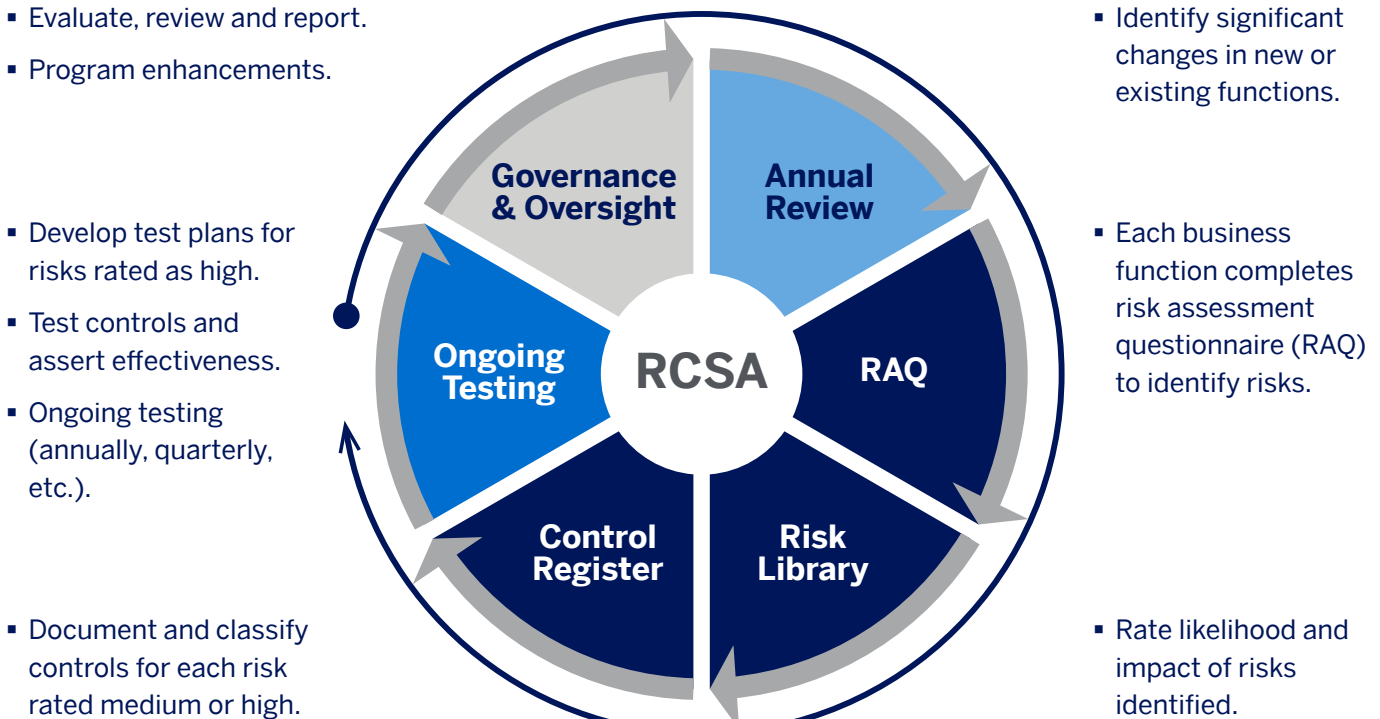 ▪ Evaluate, review and report.
▪ Program enhancements.
▪ Identify significant
changes in new or
existing functions.
Governance
& Oversight
Annual
Review
▪ Develop test plans for
risks rated as high.
▪ Test controls and
assert effectiveness.
▪ Ongoing testing
(annually, quarterly,
etc.).
Ongoing
Testing
RCSA
RAQ
▪ Each business
function completes
risk assessment
questionnaire (RAQ)
to identify risks.
Control
Register
Risk
Library
▪ Document and classify
controls for each risk
rated medium or high.
▪ Rate likelihood and
impact of risks
identified.